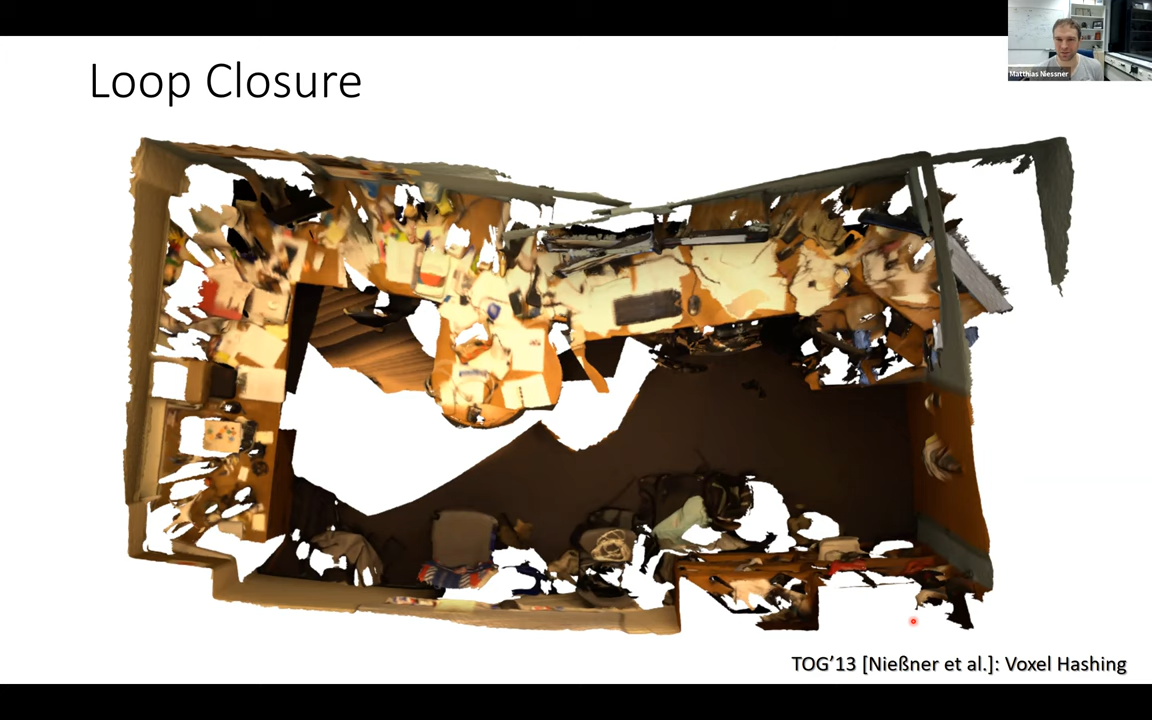 Matthias Niessner
Loop Closure
TOG'13 [Nießner et al.]: Voxel Hashing